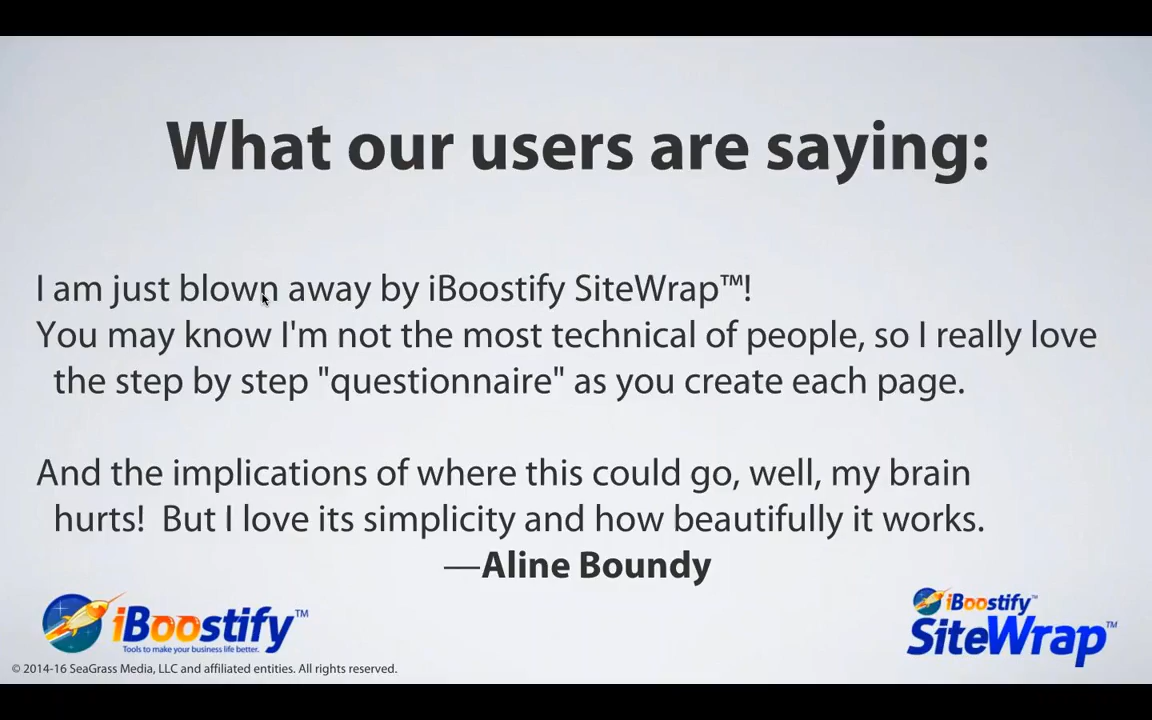 What our users are saying:
I am just blown away by iBoostify SiteWrap™!
You may know I'm not the most technical of people, so I really love
the step by step "questionnaire" as you create each page.
And the implications of where this could go, well, my brain
hurts!  But I love its simplicity and how beautifully it works.
—Aline Boundy
iBoostify™
Tools to make your business life better.
iBoostify™
SiteWrap™
© 2014-16 SeaGrass Media, LLC and affiliated entities. All rights reserved.